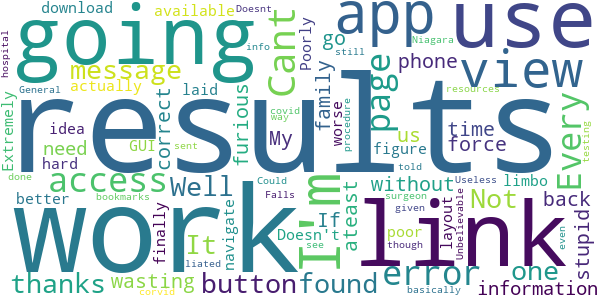 download
available
Doesnt
going
app
use
hospital
message
Cant
Poorly
go
info
still
Niagara
view
General
actually
phone
Extremely
results
correct
laid
furious
family
page
Every
idea
My
covid
way
worse
us
time
resources
need
GUI
sent
procedure
figure
force
testing
hard
told
done
access
Well
Could
without
limbo
Useless
better
bookmarks
I'm
If
surgeon
Not
back
work
link
finally
It
navigate
Falls
Doesn't
ateast
given
poor
layout
Unbelievable
stupid
see
though
even
liated
thanks
wasting
button
found
error
one
corvid
basically
information